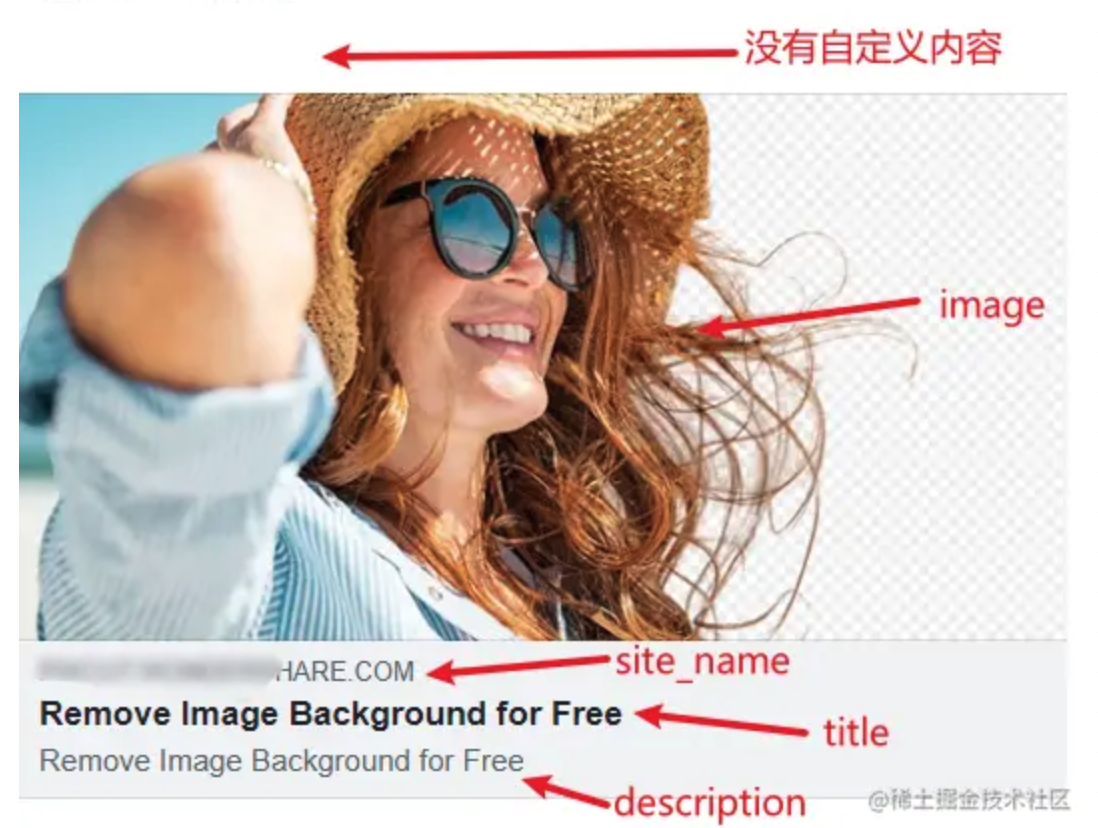 没有自定义内容
image
HARE.COM
site_name
Remove Image Background for Free
title
Remove Image Background for Free
description
@稀土掘金技术社区